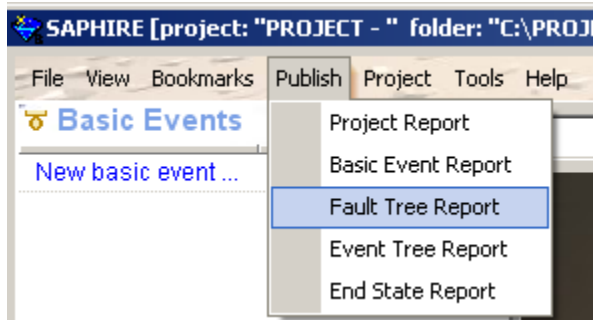 SAPHIRE [project: "PROJECT - " folder: "C:\PROJ
File View Bookmarks Publish Project Tools Help
Basic Events
Project Report
New basic event ...
Basic Event Report
Fault Tree Report
Event Tree Report
End State Report